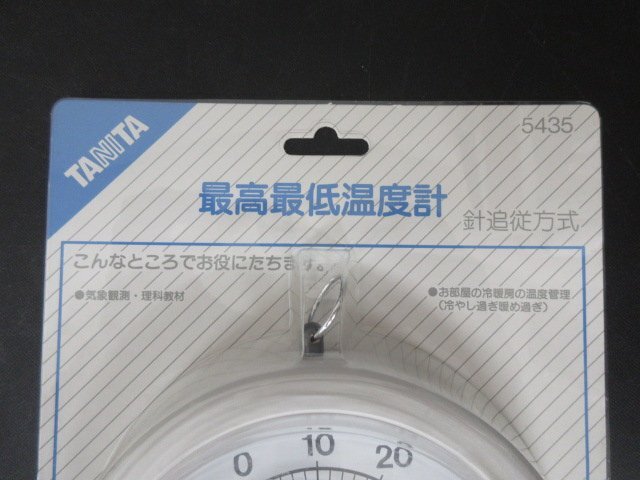 TANITA
5435
最高最低温度計
針追従方式
こんなところでお役にたちます。
●気象観測・理科教材
●お部屋の冷暖房の温度管理
(冷やし過ぎ暖め過ぎ)
0 10 20